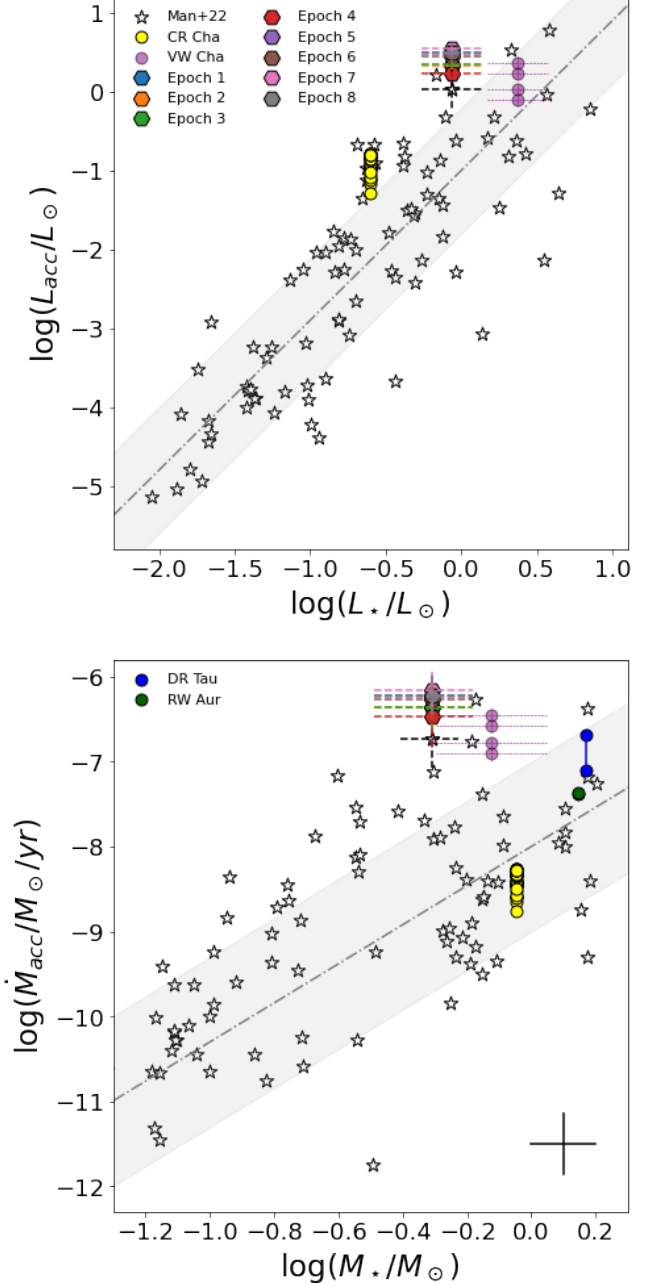 1
0
−1
−2
−3
−4
−5
log(L_acc/L_⊙)
Man+22
CR Cha
VW Cha
Epoch 1
Epoch 2
Epoch 3
Epoch 4
Epoch 5
Epoch 6
Epoch 7
Epoch 8
−2.0 −1.5 −1.0 −0.5 0.0 0.5 1.0
log(L_⋆/L_⊙)
−6
−7
−8
−9
−10
−11
−12
log(Ṁ_acc/M_⊙/yr)
DR Tau
RW Aur
−1.2 −1.0 −0.8 −0.6 −0.4 −0.2 0.0 0.2
log(M_⋆/M_⊙)